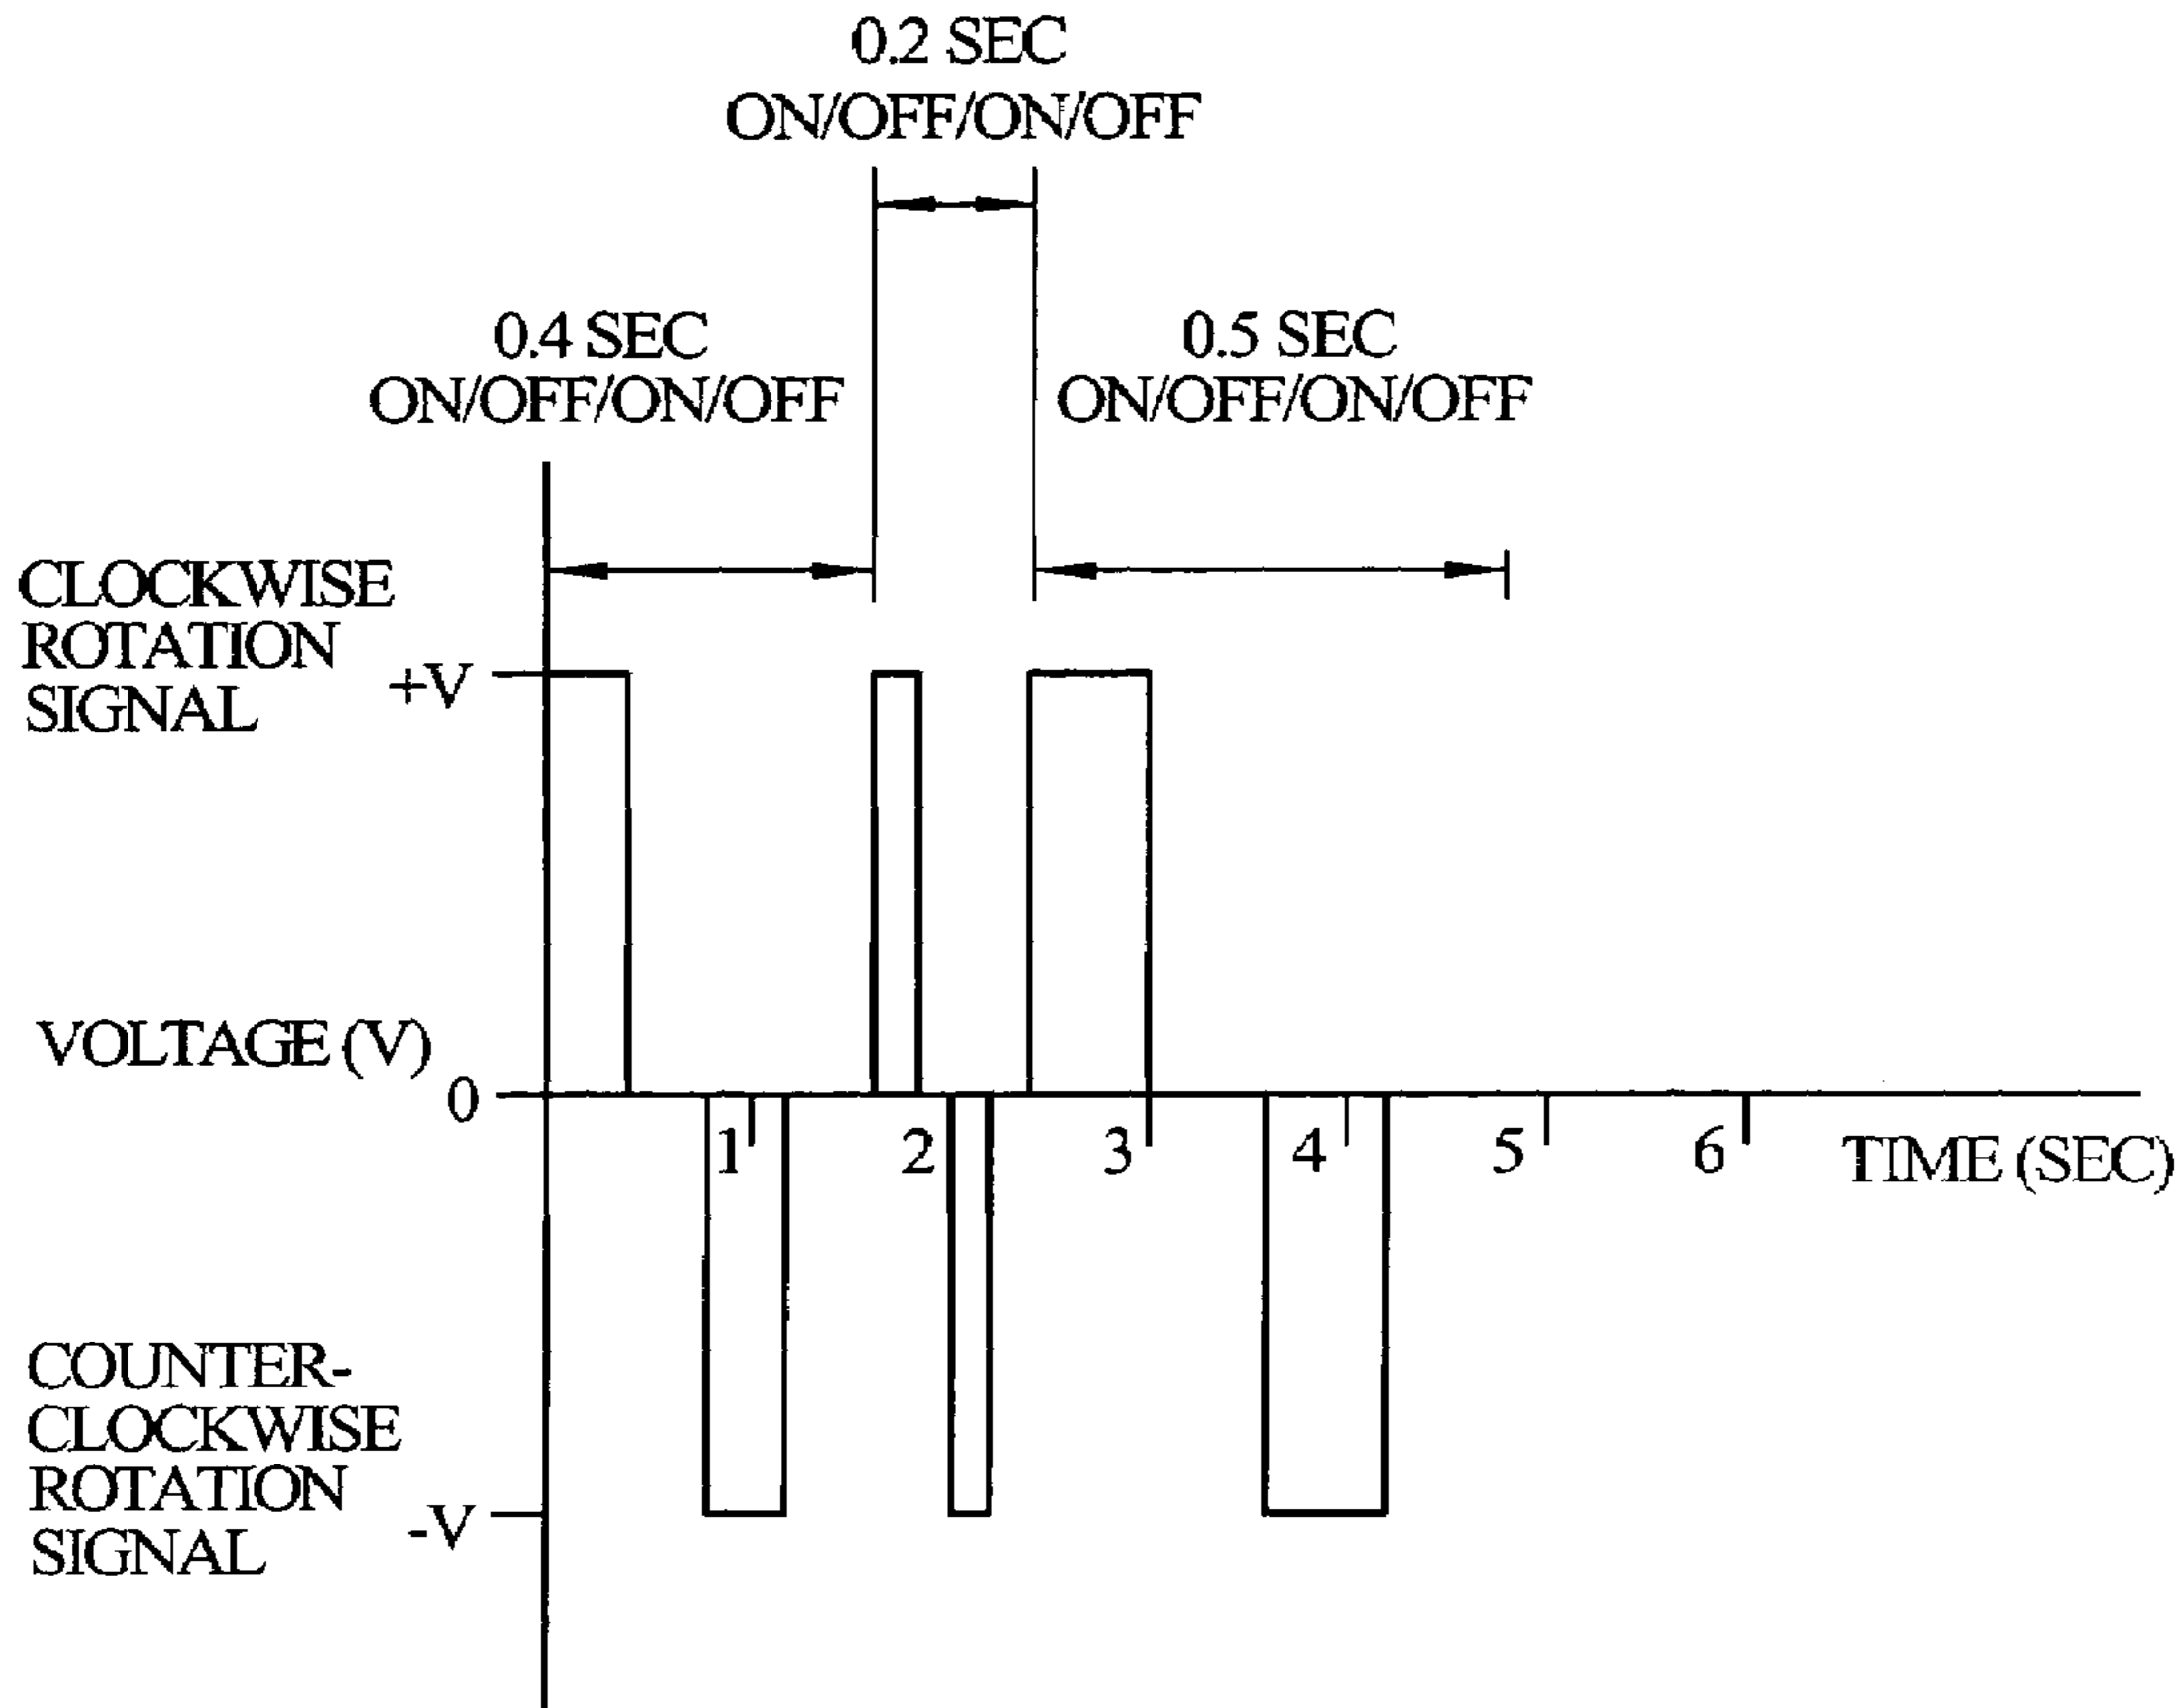 0.2 SEC
ON/OFF/ON/OFF
0.4 SEC
ON/OFF/ON/OFF
0.5 SEC
ON/OFF/ON/OFF
CLOCKWISE
ROTATION
SIGNAL
+V
VOLTAGE (V)
0
1
2
3
4
5
6
TIME (SEC)
COUNTER-
CLOCKWISE
ROTATION
SIGNAL
-V